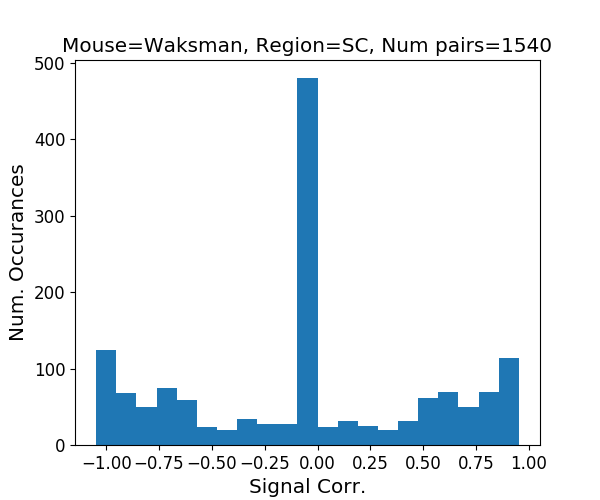 Mouse=Waksman, Region=SC, Num pairs=1540
500
400
300
200
100
0
Num. Occurances
−1.00 −0.75 −0.50 −0.25 0.00 0.25 0.50 0.75 1.00
Signal Corr.